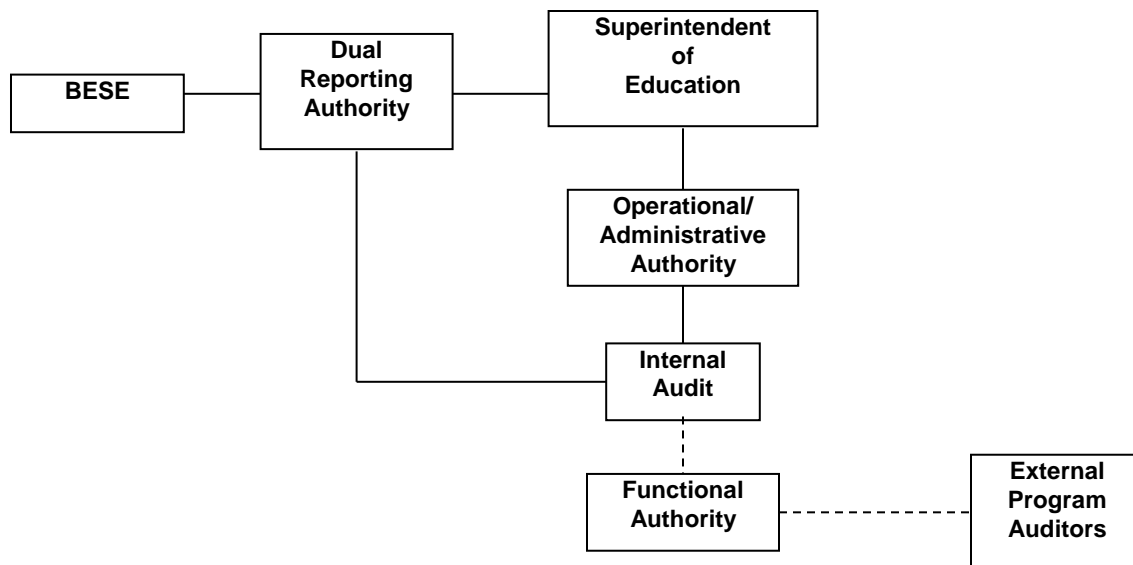 BESE
Dual
Reporting
Authority
Superintendent
of
Education
Operational/
Administrative
Authority
Internal
Audit
Functional
Authority
External
Program
Auditors